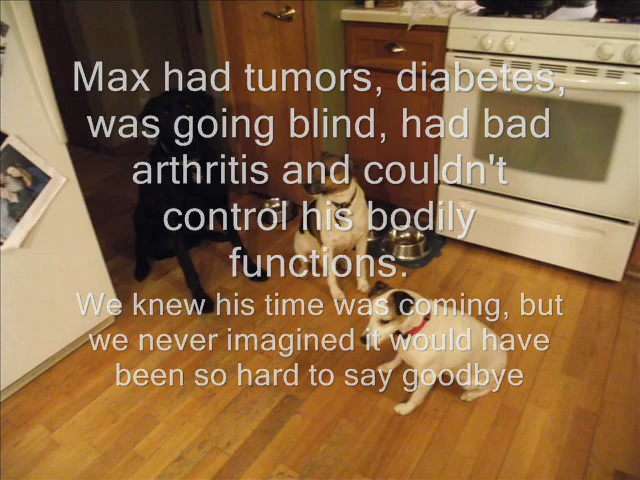 Max had tumors, diabetes,
was going blind, had bad
arthritis and couldn't
control his bodily
functions.
We knew his time was coming, but
we never imagined it would have
been so hard to say goodbye